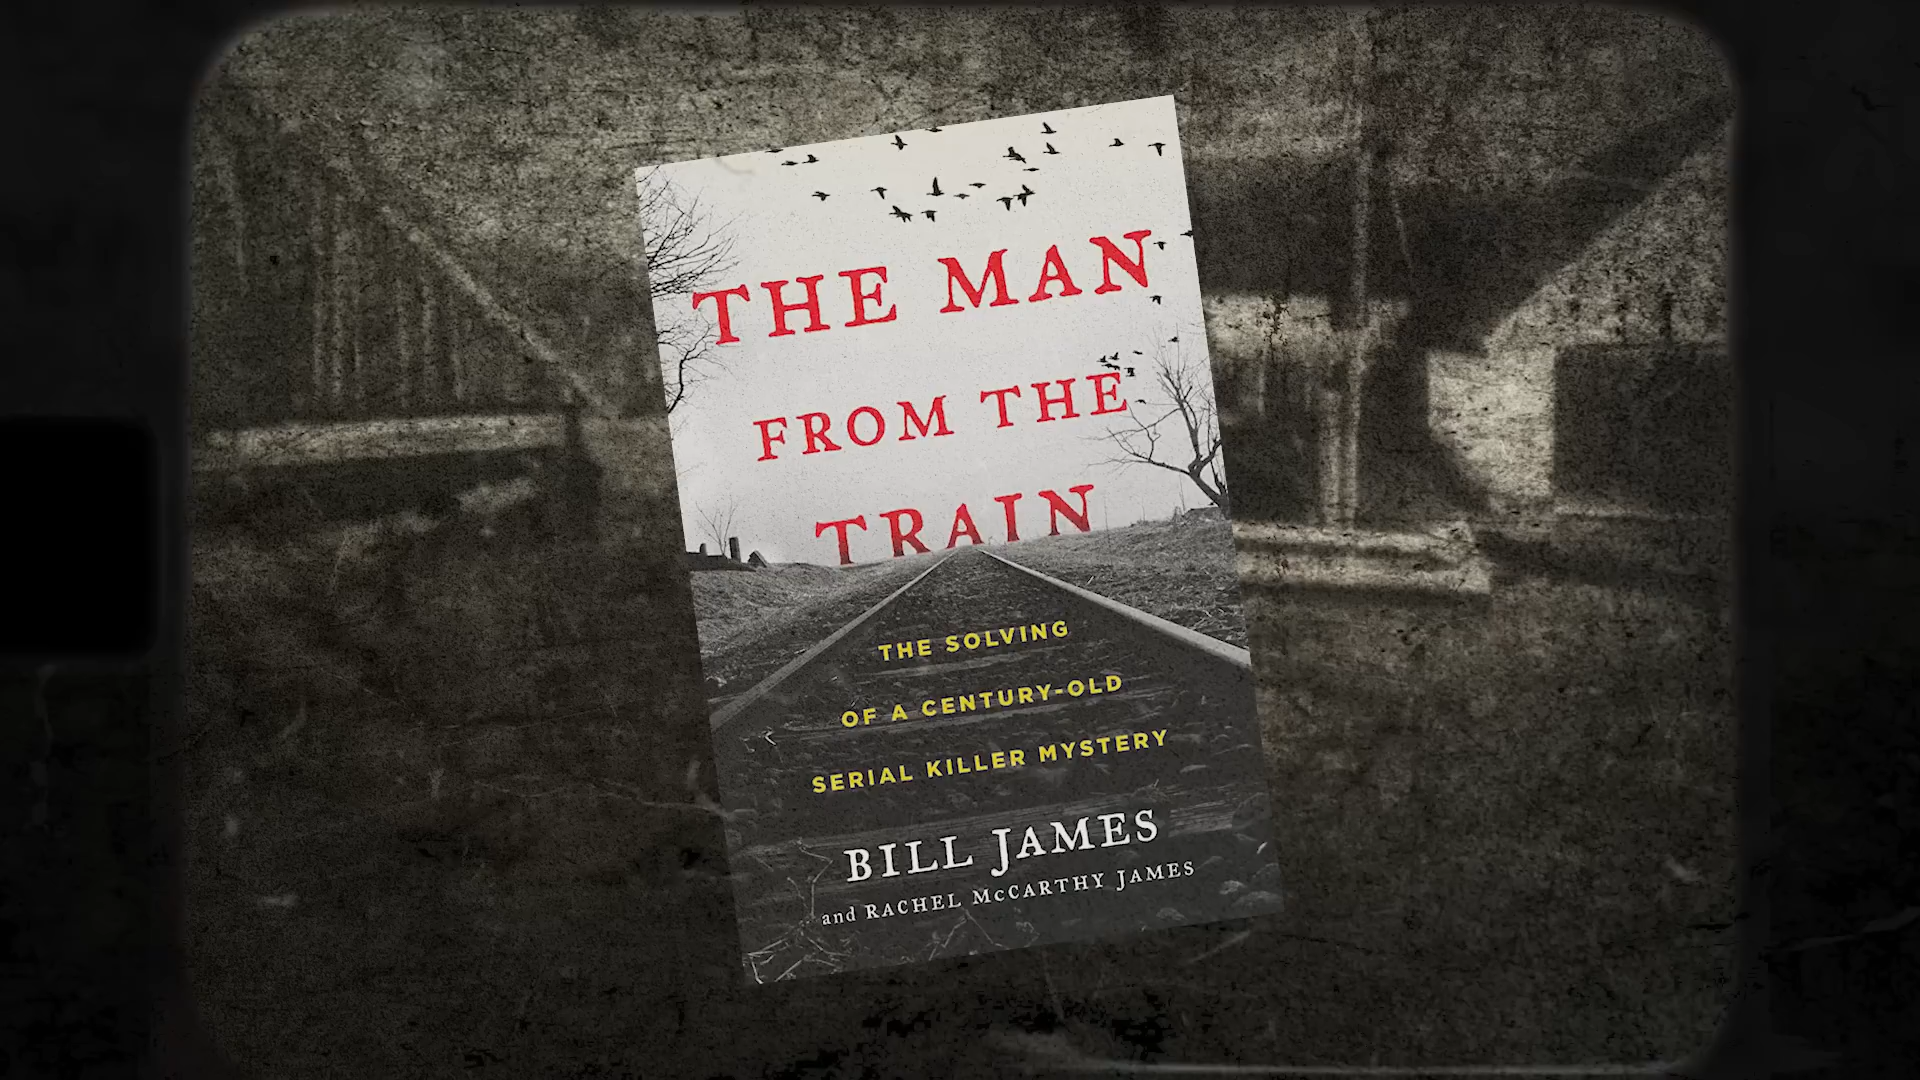 THE MAN
FROM THE
TRAIN
THE SOLVING
OF A CENTURY-OLD
SERIAL KILLER MYSTERY
BILL JAMES
and RACHEL McCARTHY JAMES